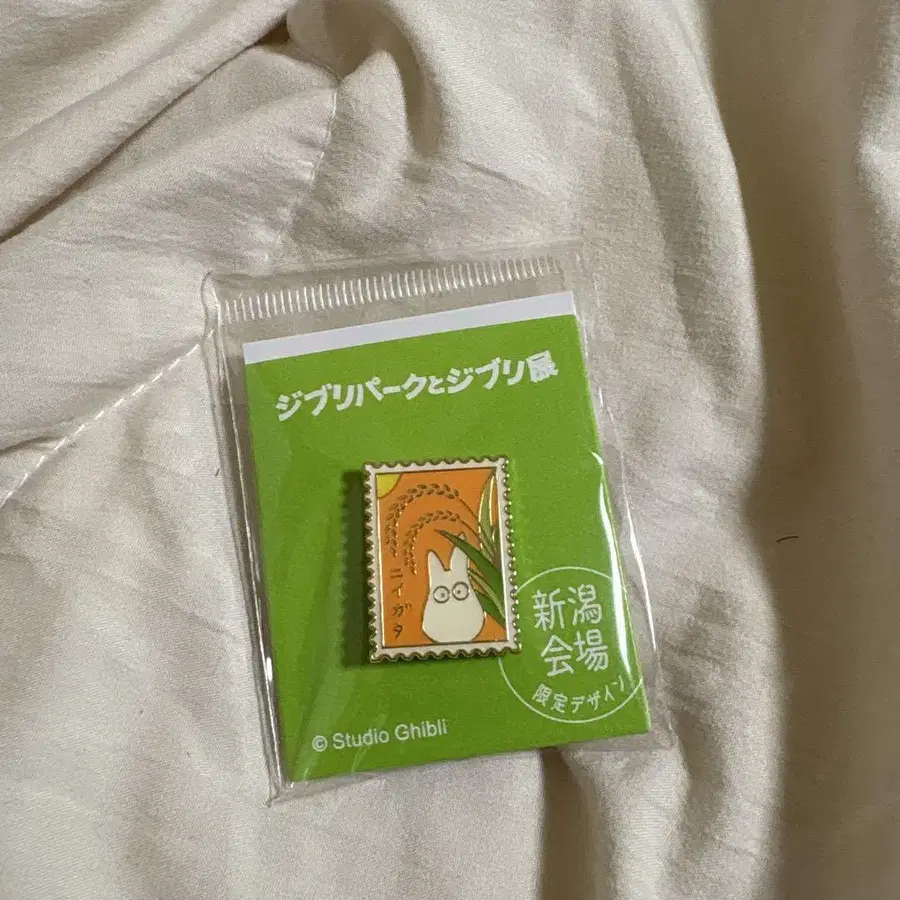 ジブリパークとジブリ展
ニイガタ
新潟
会場
限定デザイン
© Studio Ghibli